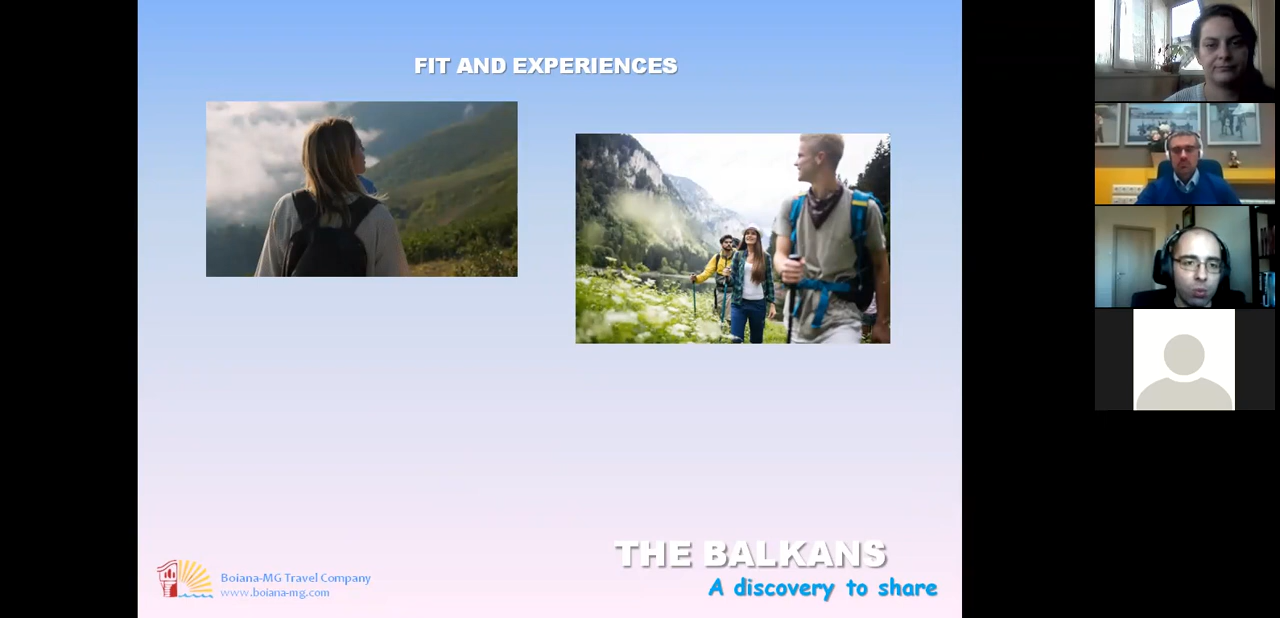 FIT AND EXPERIENCES
THE BALKANS
A discovery to share
Boiana-MG Travel Company
www.boiana-mg.com